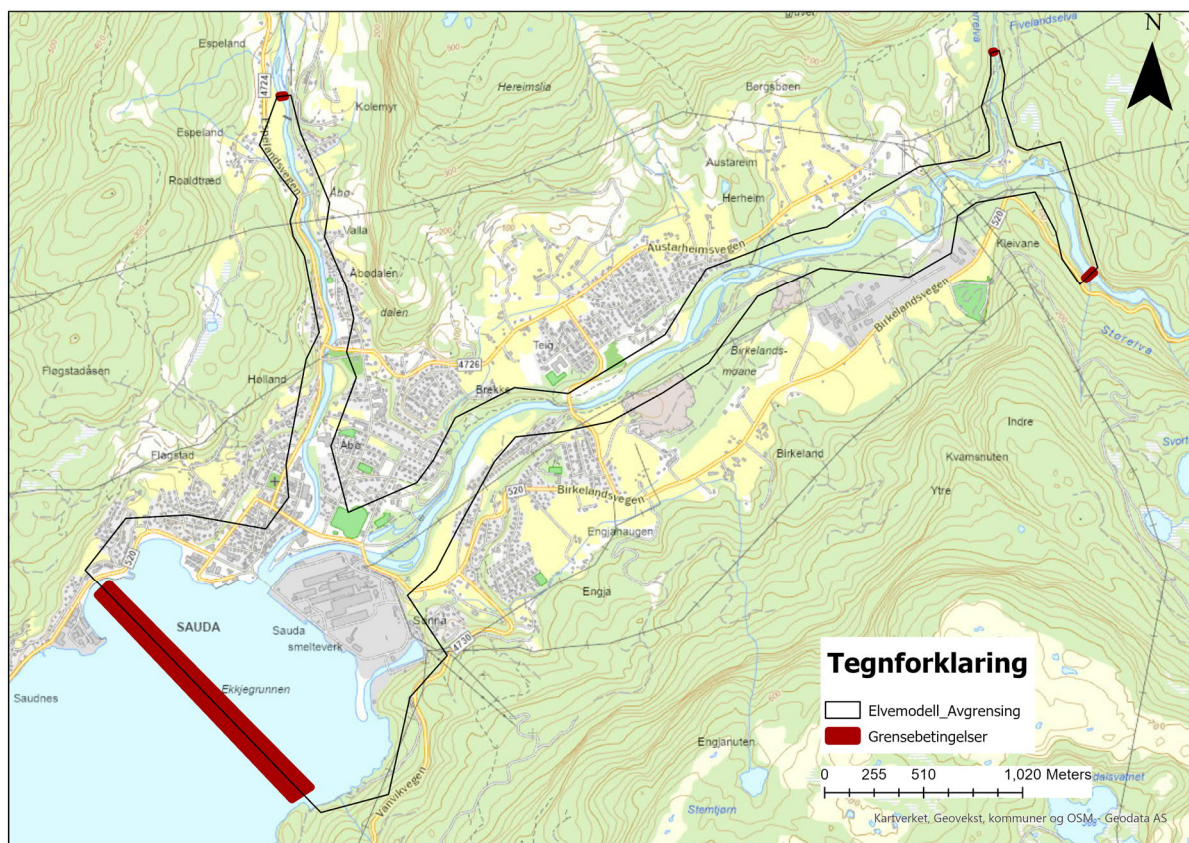 Espeland
4724
Kolemyr
Hereimslia
Borgsbøen
Fivelandselva
N
Espeland
Roaldtræd
Åbø-
Valla
Austareim
Herheim
Austarheimsvegen
520
Kleivane
Åbødalen
dalen
Fløgstadåsen
Hølland
Teig
4726
Brekke
Birkelands-
moane
Birkelandsvegen
Storelva
Indre
Kvamsnuten
Ytre
Åbø
Fløgstad
Birkeland
520
Birkelandsvegen
Engjahaugen
520
SAUDA
Sauda
smelteverk
Sønnå
4730
Engja
Saudnes
Ekkjegrunnen
Vanvikvegen
Engjanuten
Stemtjørn
Tegnforklaring
Elvemodell_Avgrensing
Grensebetingelser
0 255 510 1,020 Meters
Kartverket, Geovekst, kommuner og OSM - Geodata AS